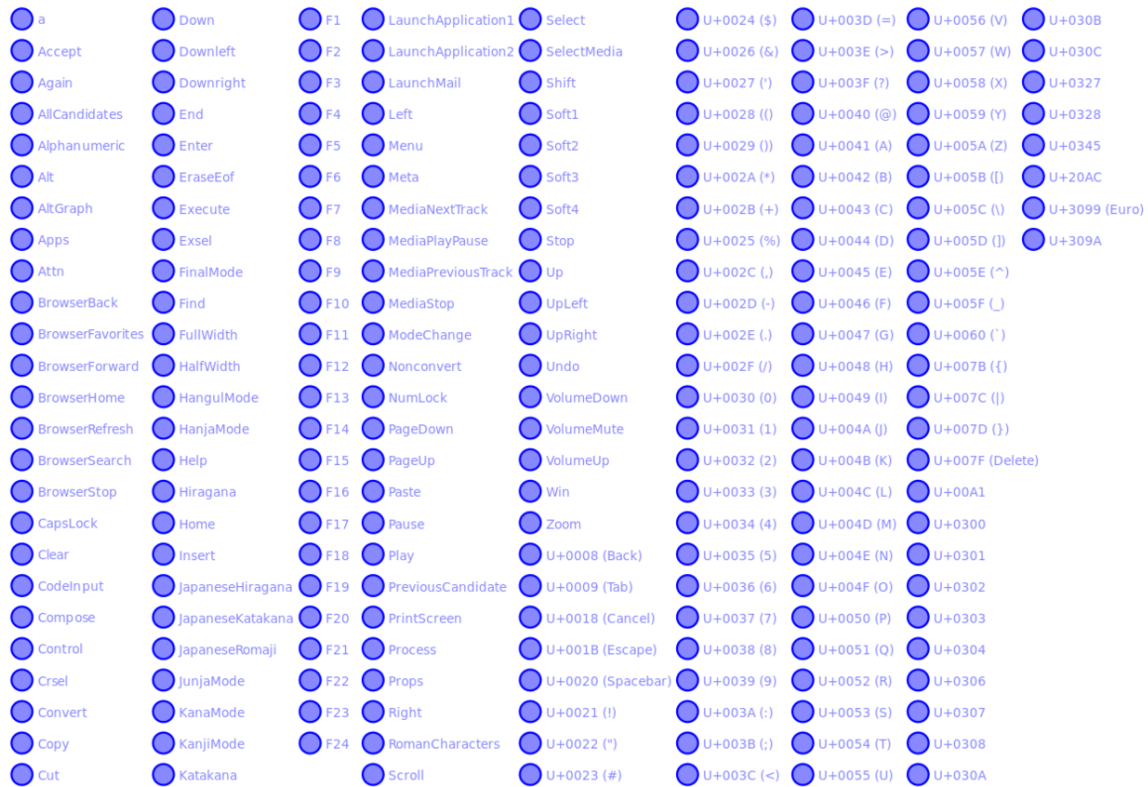 a
Accept
Again
AllCandidates
Alphanumeric
Alt
AltGraph
Apps
Attn
BrowserBack
BrowserFavorites
BrowserForward
BrowserHome
BrowserRefresh
BrowserSearch
BrowserStop
CapsLock
Clear
CodeInput
Compose
Control
Crsel
Convert
Copy
Cut
Down
Downleft
Downright
End
Enter
EraseEof
Execute
Exsel
FinalMode
Find
FullWidth
HalfWidth
HangulMode
HanjaMode
Help
Hiragana
Home
Insert
JapaneseHiragana
JapaneseKatakana
JapaneseRomaji
JunjaMode
KanaMode
KanjiMode
Katakana
F1
F2
F3
F4
F5
F6
F7
F8
F9
F10
F11
F12
F13
F14
F15
F16
F17
F18
F19
F20
F21
F22
F23
F24
LaunchApplication1
LaunchApplication2
LaunchMail
Left
Menu
Meta
MediaNextTrack
MediaPlayPause
MediaPreviousTrack
MediaStop
ModeChange
Nonconvert
NumLock
PageDown
PageUp
Paste
Pause
Play
PreviousCandidate
PrintScreen
Process
Props
Right
RomanCharacters
Scroll
Select
SelectMedia
Shift
Soft1
Soft2
Soft3
Soft4
Stop
Up
UpLeft
UpRight
Undo
VolumeDown
VolumeMute
VolumeUp
Win
Zoom
U+0008 (Back)
U+0009 (Tab)
U+0018 (Cancel)
U+001B (Escape)
U+0020 (Spacebar)
U+0021 (!)
U+0022 (")
U+0023 (#)
U+0024 ($)
U+0026 (&)
U+0027 (')
U+0028 (()
U+0029 ())
U+002A (*)
U+002B (+)
U+0025 (%)
U+002C (,)
U+002D (-)
U+002E (.)
U+002F (/)
U+0030 (0)
U+0031 (1)
U+0032 (2)
U+0033 (3)
U+0034 (4)
U+0035 (5)
U+0036 (6)
U+0037 (7)
U+0038 (8)
U+0039 (9)
U+003A (:)
U+003B (;)
U+003C (<)
U+003D (=)
U+003E (>)
U+003F (?)
U+0040 (@)
U+0041 (A)
U+0042 (B)
U+0043 (C)
U+0044 (D)
U+0045 (E)
U+0046 (F)
U+0047 (G)
U+0048 (H)
U+0049 (I)
U+004A (J)
U+004B (K)
U+004C (L)
U+004D (M)
U+004E (N)
U+004F (O)
U+0050 (P)
U+0051 (Q)
U+0052 (R)
U+0053 (S)
U+0054 (T)
U+0055 (U)
U+0056 (V)
U+0057 (W)
U+0058 (X)
U+0059 (Y)
U+005A (Z)
U+005B ([)
U+005C (\)
U+005D (])
U+005E (^)
U+005F (_)
U+0060 (`)
U+007B ({)
U+007C (|)
U+007D (})
U+007F (Delete)
U+00A1
U+0300
U+0301
U+0302
U+0303
U+0304
U+0306
U+0307
U+0308
U+030A
U+030B
U+030C
U+0327
U+0328
U+0345
U+20AC
U+3099 (Euro)
U+309A